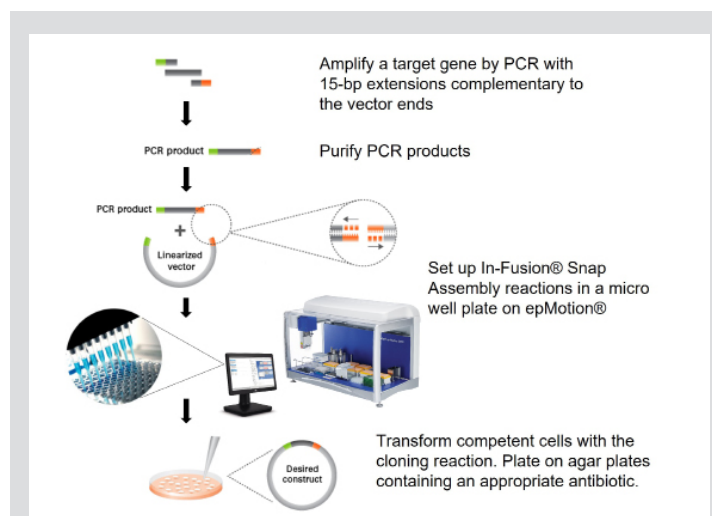 Amplify a target gene by PCR with
15-bp extensions complementary to
the vector ends
PCR product
Purify PCR products
PCR product
+
Linearized
vector
Set up In-Fusion® Snap
Assembly reactions in a micro
well plate on epMotion®
Transform competent cells with the
cloning reaction. Plate on agar plates
containing an appropriate antibiotic.
Desired
construct